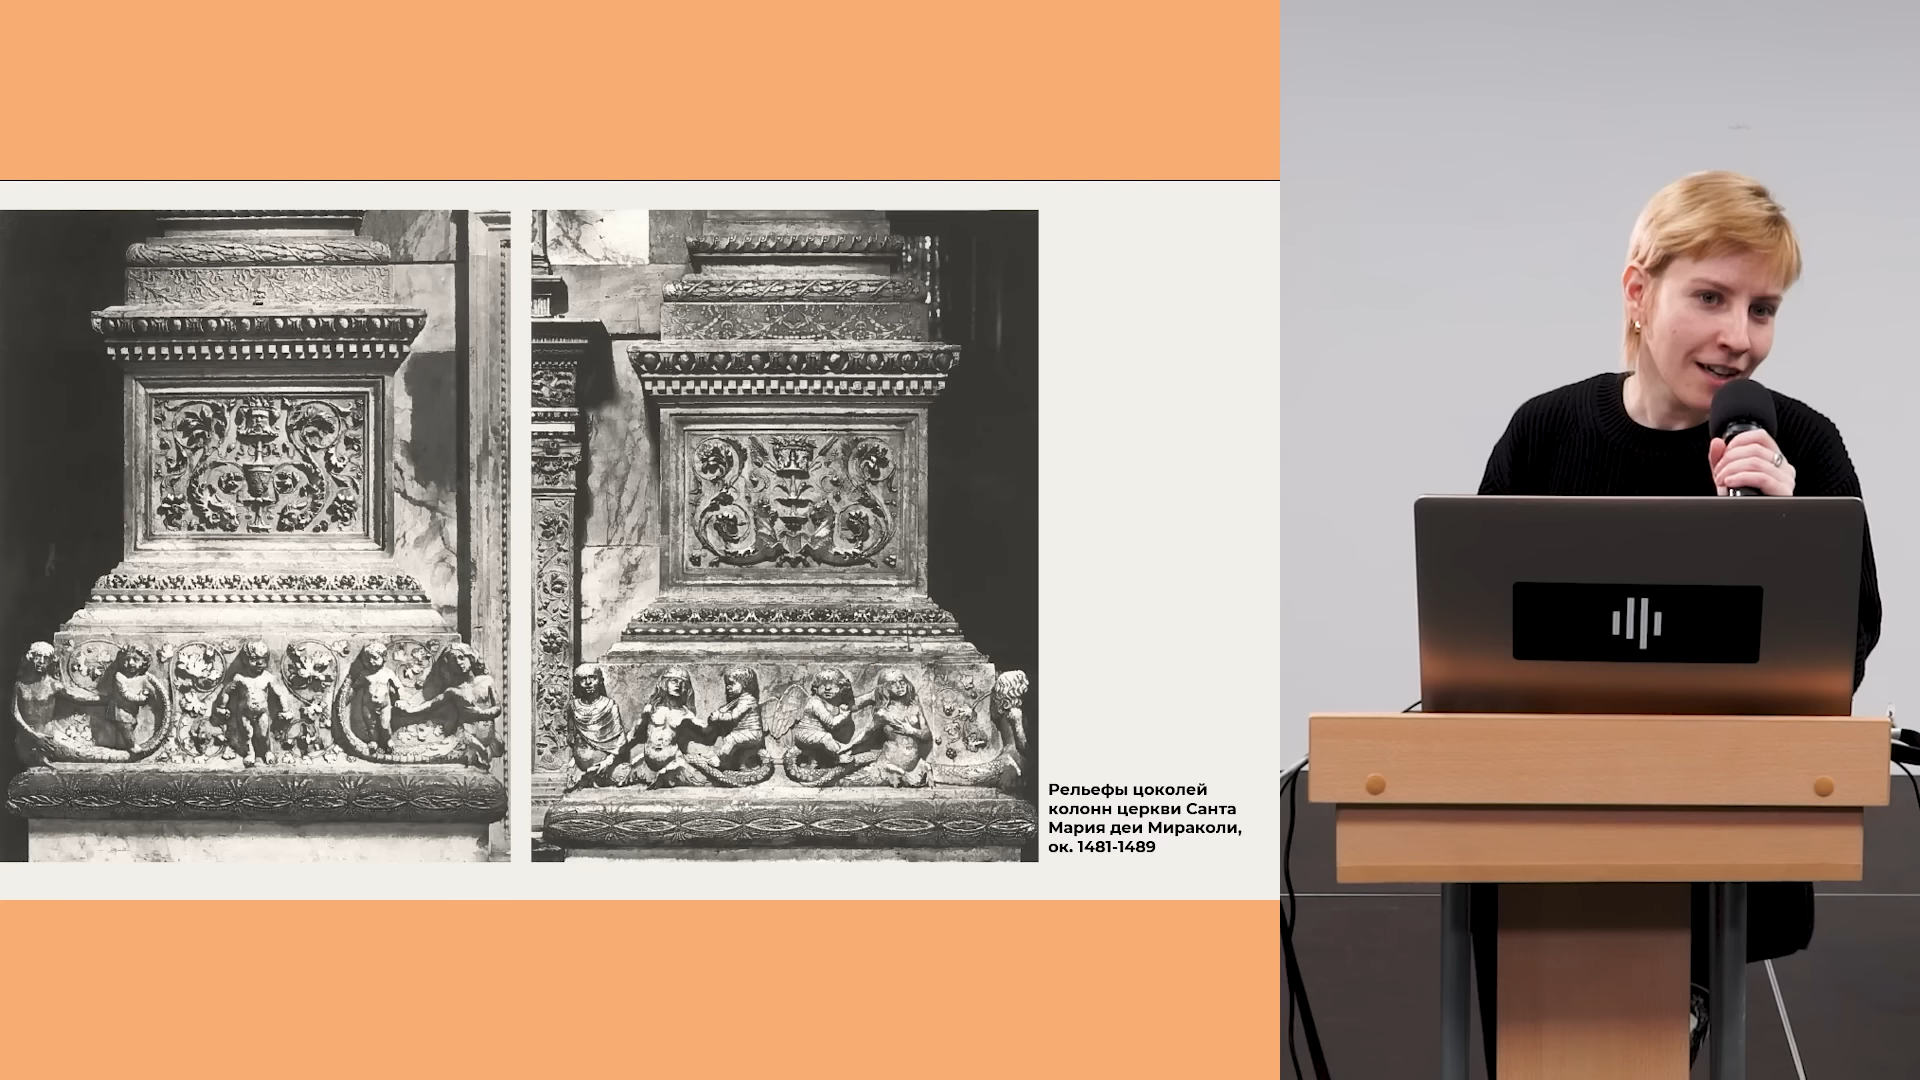 Рельефы цоколей
колонн церкви Санта
Мария деи Мираколи,
ок. 1481-1489